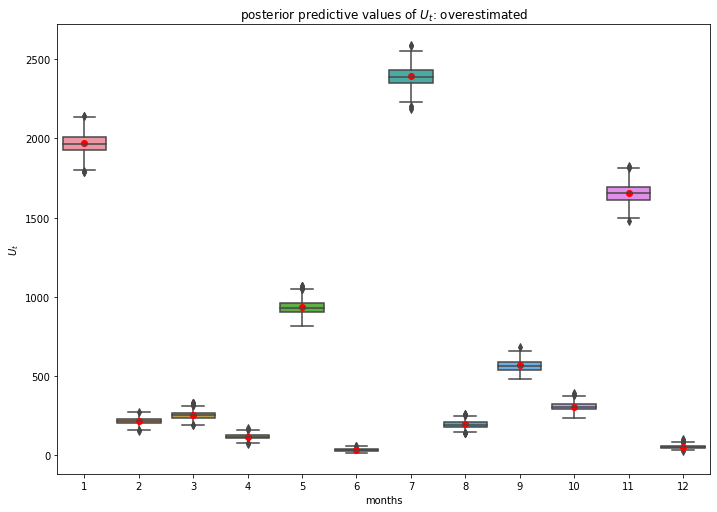 posterior predictive values of U_t: overestimated
2500
2000
1500
1000
500
0
U_t
1 2 3 4 5 6 7 8 9 10 11 12
months